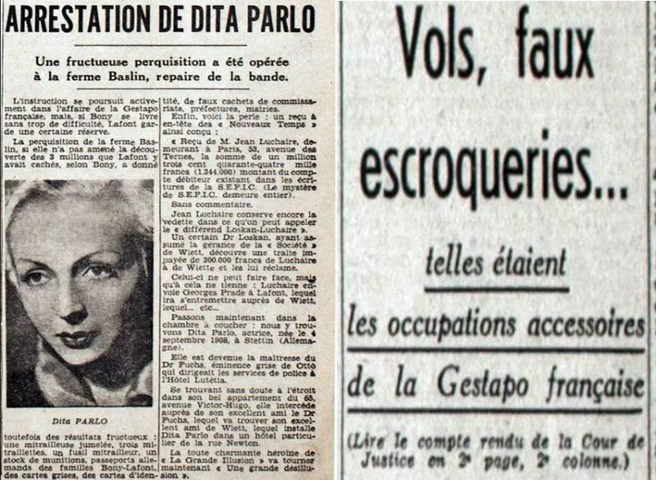 ARRESTATION DE DITA PARLO
Une fructueuse perquisition a été opérée
à la ferme Baslin, repaire de la bande.
L'instruction se poursuit active-
ment dans l'affaire de la Gestapo
française, mais, si Bony se livre
sans trop de difficulté, Lafont gar-
de une certaine réserve.
La perquisition de la ferme Bas-
lin, si elle n'a pas amené la décou-
verte des 3 millions que Lafont y
avait cachés, selon Bony, a donné
Dita PARLO
toutefois des résultats fructueux :
une mitrailleuse jumelée, trois mi-
traillettes, un fusil mitrailleur, un
stock de munitions, passeports alle-
mands des familles Bony-Lafont,
des cartes grises, des cartes d'iden-
tité, de faux cachets de commissa-
riats, préfectures, mairies.
Enfin, voici la perle : un reçu à
en-tête des « Nouveaux Temps »
ainsi conçu :
« Reçu de M. Jean Luchaire, de-
meurant à Paris, 53, avenue des
Ternes, la somme de un million
trois cent quarante-quatre mille
francs (1.344.000) montant du comp-
te débiteur existant dans les écri-
tures de la S.E.F.I.C. (Le mystère
de S.E.F.I.C. demeure entier).
Sans commentaire.
Jean Luchaire conserve encore la
vedette dans ce qu'on peut appeler
le « différend Loskan-Luchaire ».
Un certain Dr Loskan, ayant as-
sumé la gérance de la « Société »
de Wiett, découvre une traite im-
payée de 300.000 francs de Luchaire
à de Wiette et les lui réclame.
Celui-ci ne peut faire face, mais
qu'à cela ne tienne : Luchaire en-
voie Georges Prade à Lafont, lequel
ira s'entremettre auprès de Wiett,
lequel... etc...
Passons maintenant dans la
chambre à coucher : nous y trou-
vons Dita Parlo, actrice, née le 4
septembre 1908, à Stettin (Allema-
gne).
Elle est devenue la maîtresse du
Dr Fuchs, éminence grise de Otto
qui dirigeait les services de police à
l'Hôtel Lutétia.
Se trouvant sans doute à l'étroit
dans son bel appartement du 65,
avenue Victor-Hugo, elle intercède
auprès de son excellent ami le Dr
Fuchs, lequel va trouver son excel-
lent ami de Wiett, lequel installe
Dita Parlo dans un hôtel particu-
lier de la rue Newton.
La toute charmante héroïne de
« La Grande Illusion » va tourner
maintenant « Une grande désillu-
sion ».
Vols, faux
escroqueries...
telles étaient
les occupations accessoires
de la Gestapo française
(Lire le compte rendu de la Cour de
Justice en 2e page, 2e colonne.)